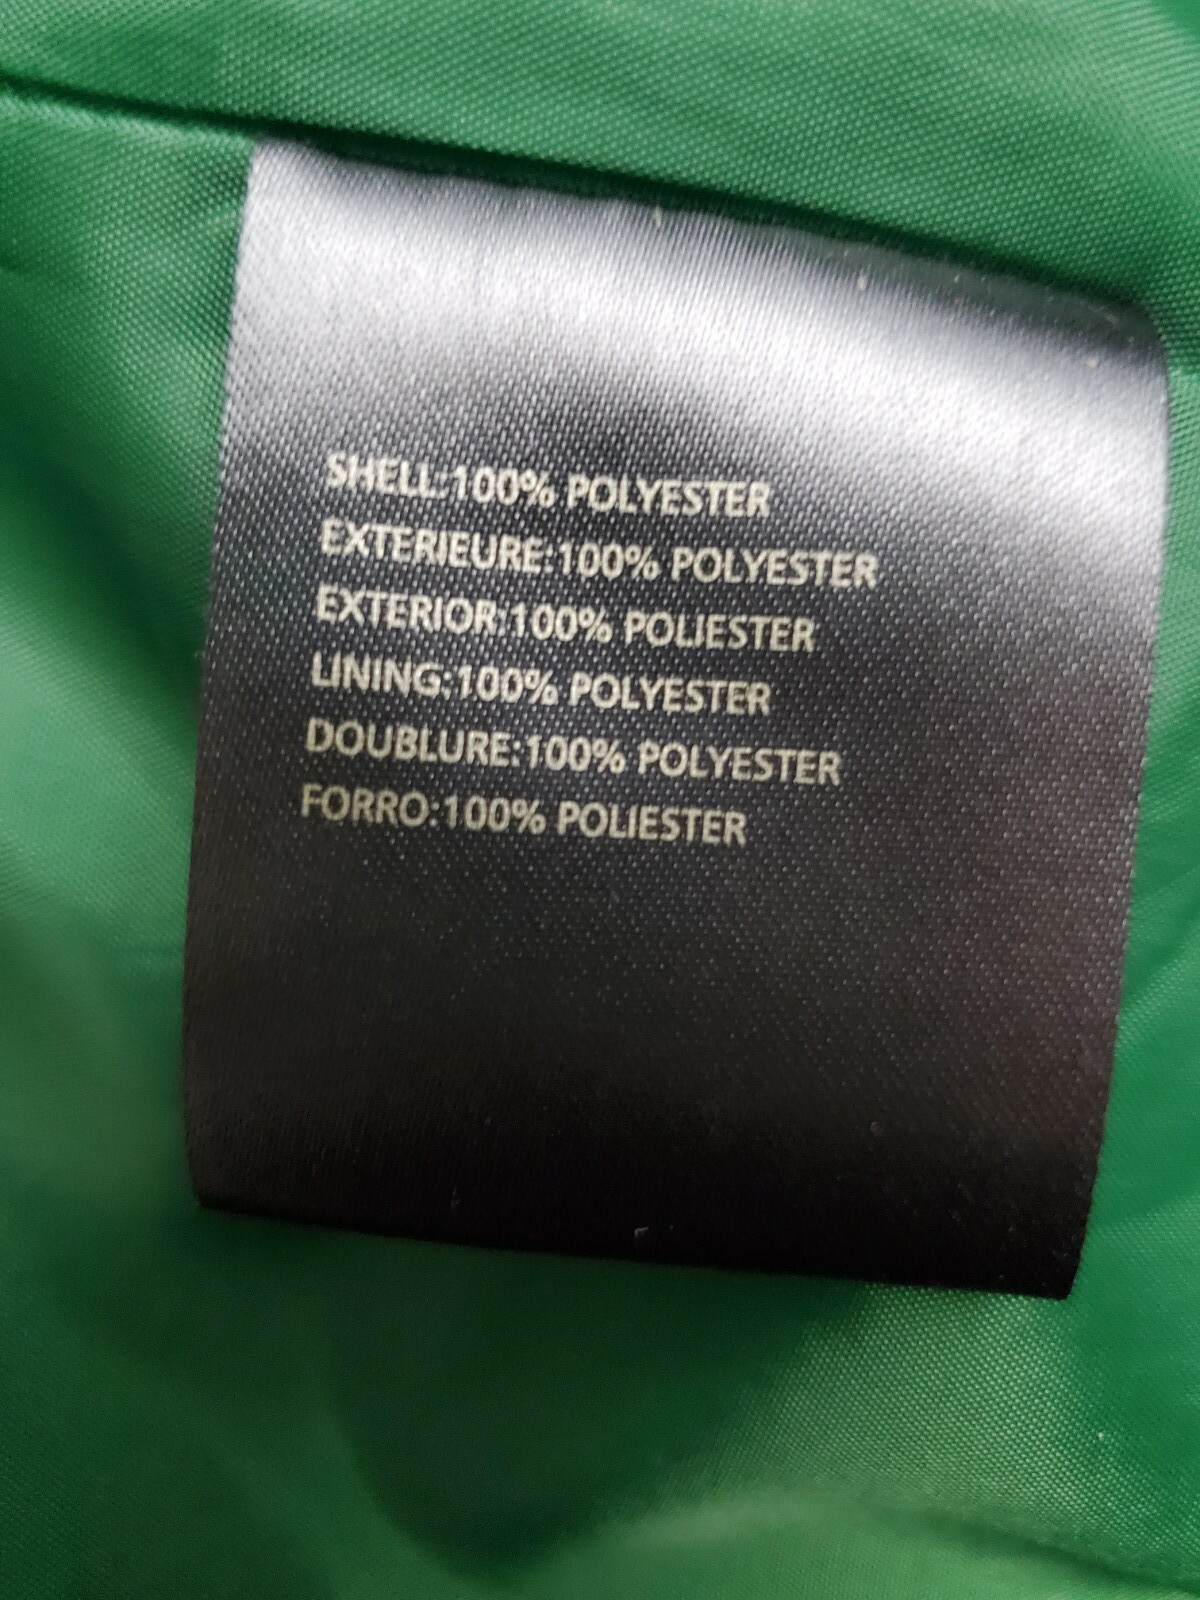 SHELL:100% POLYESTER
EXTERIEURE:100% POLYESTER
EXTERIOR:100% POLIESTER
LINING:100% POLYESTER
DOUBLURE:100% POLYESTER
FORRO:100% POLIESTER